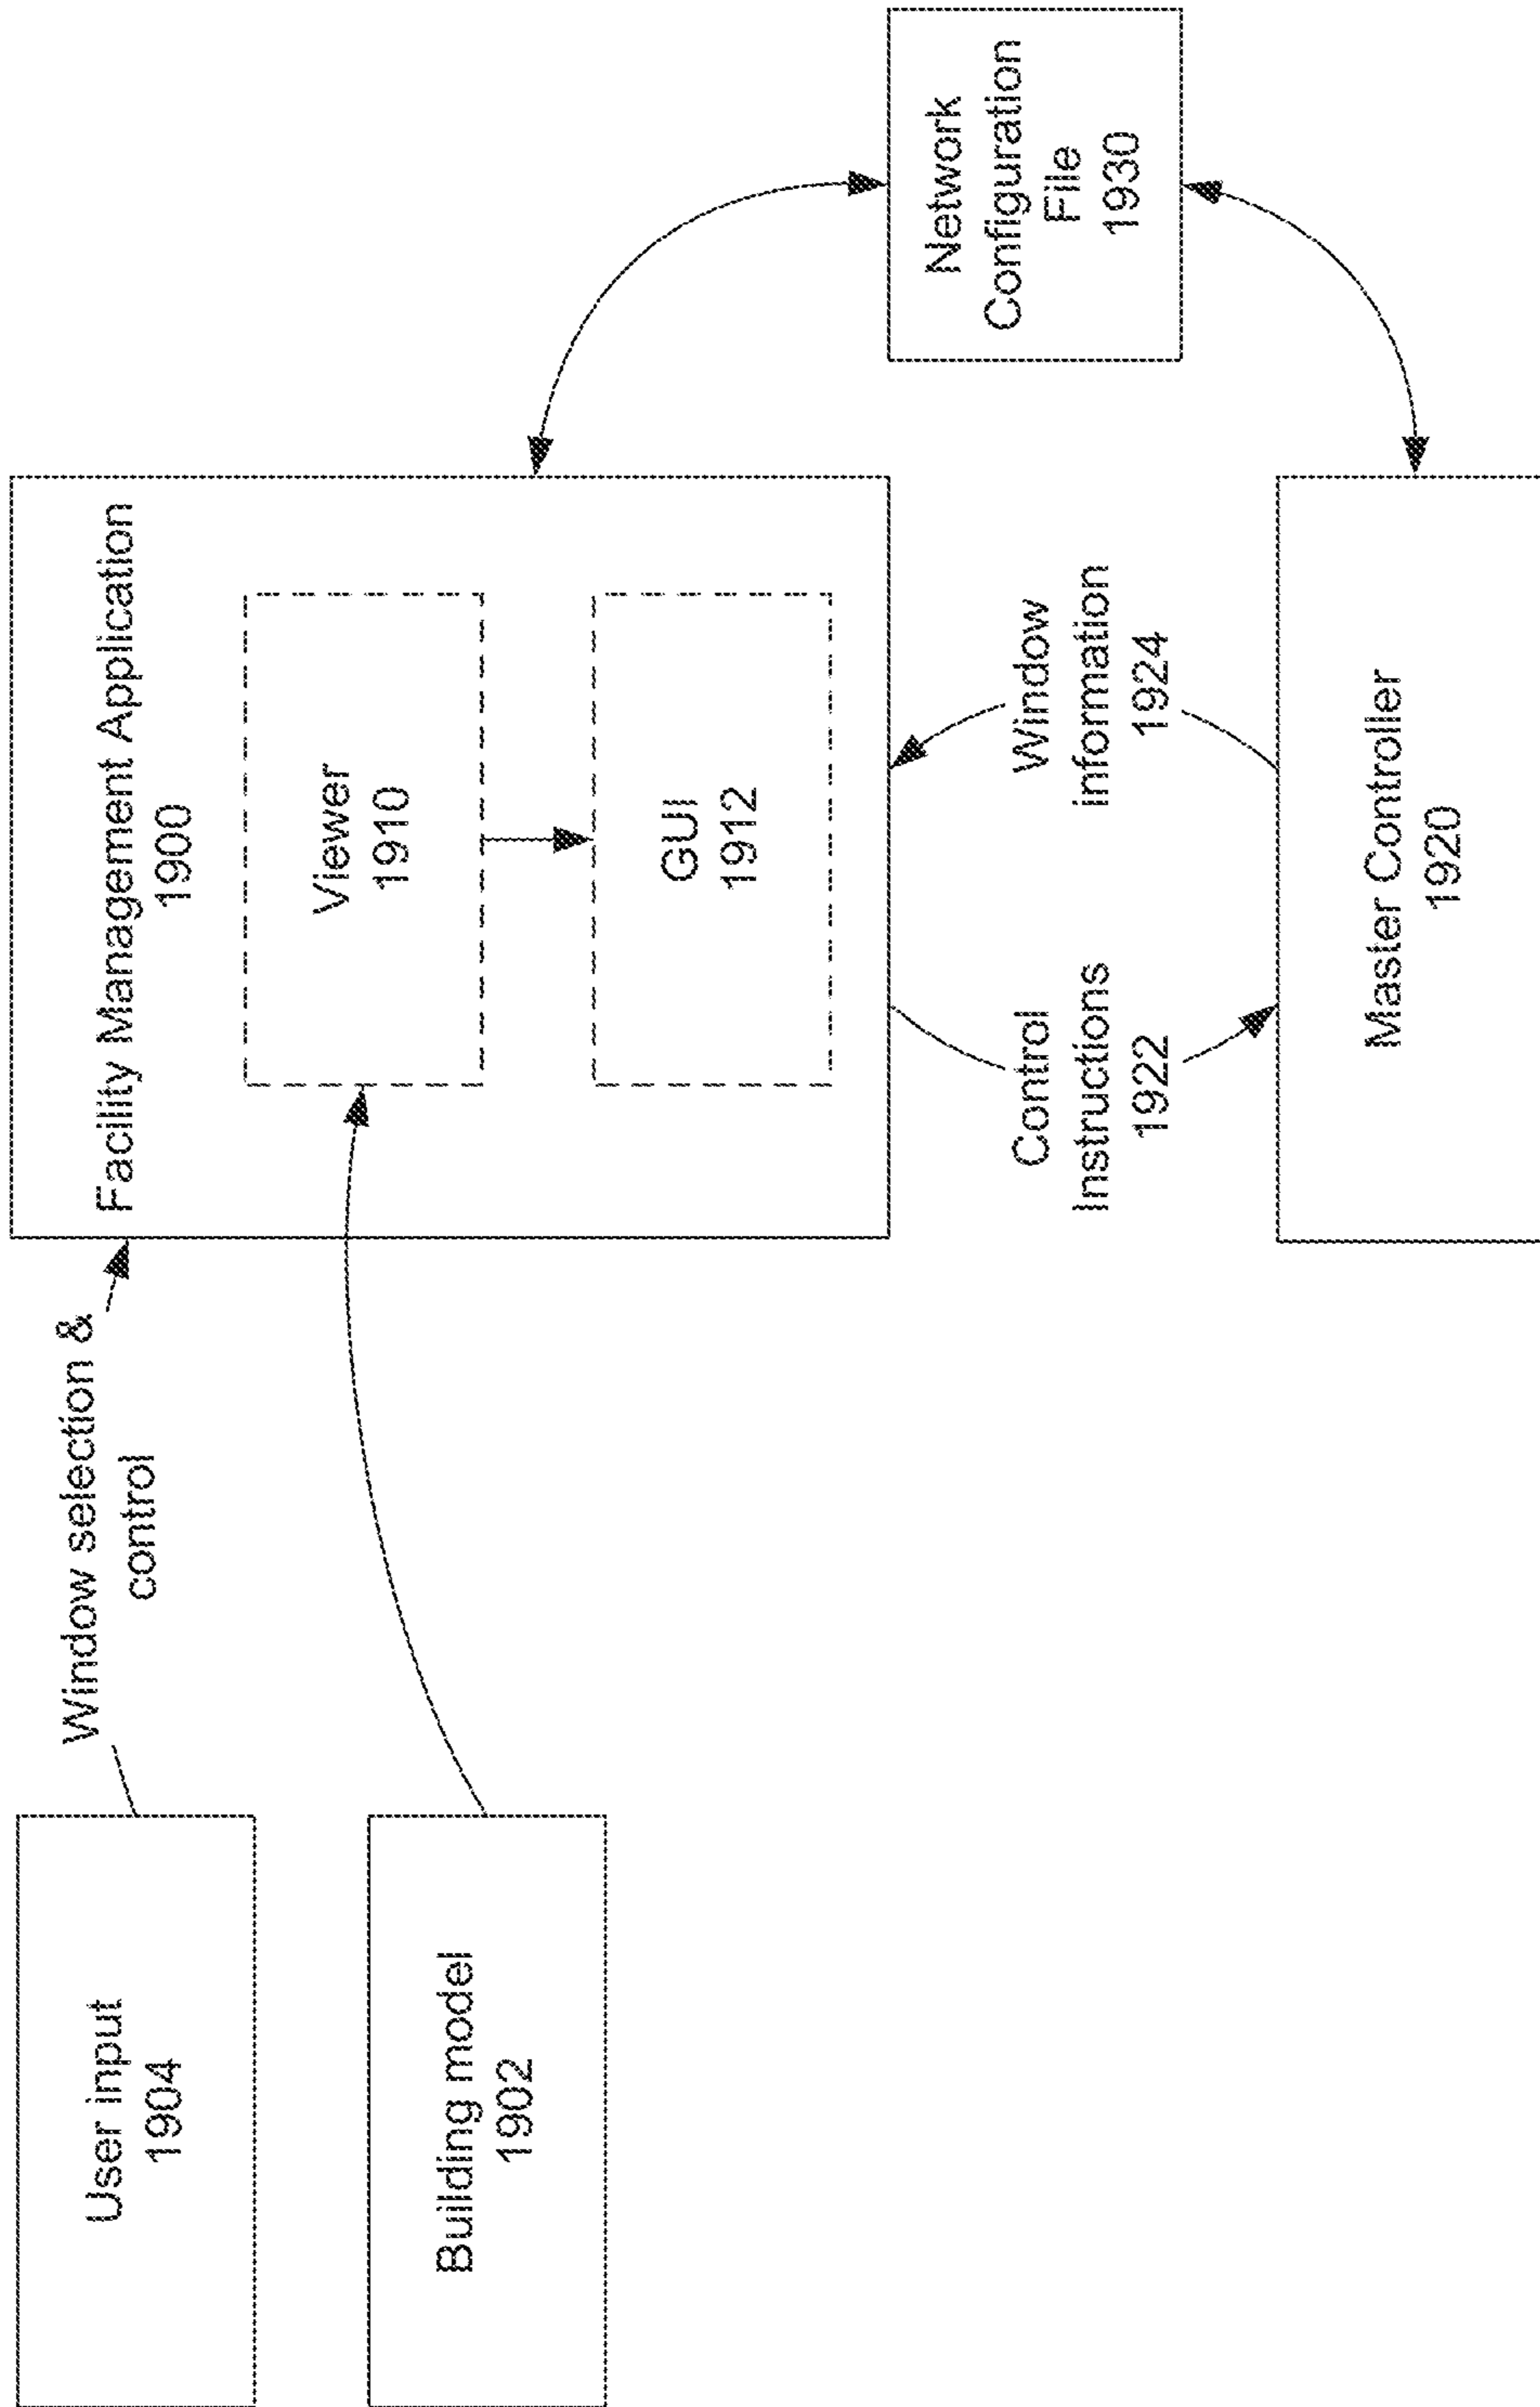 User input
1904
Window selection &
control
Building model
1902
Facility Management Application
1900
Viewer
1910
GUI
1912
Control
Instructions
1922
Window
information
1924
Master Controller
1920
Network
Configuration
File
1930